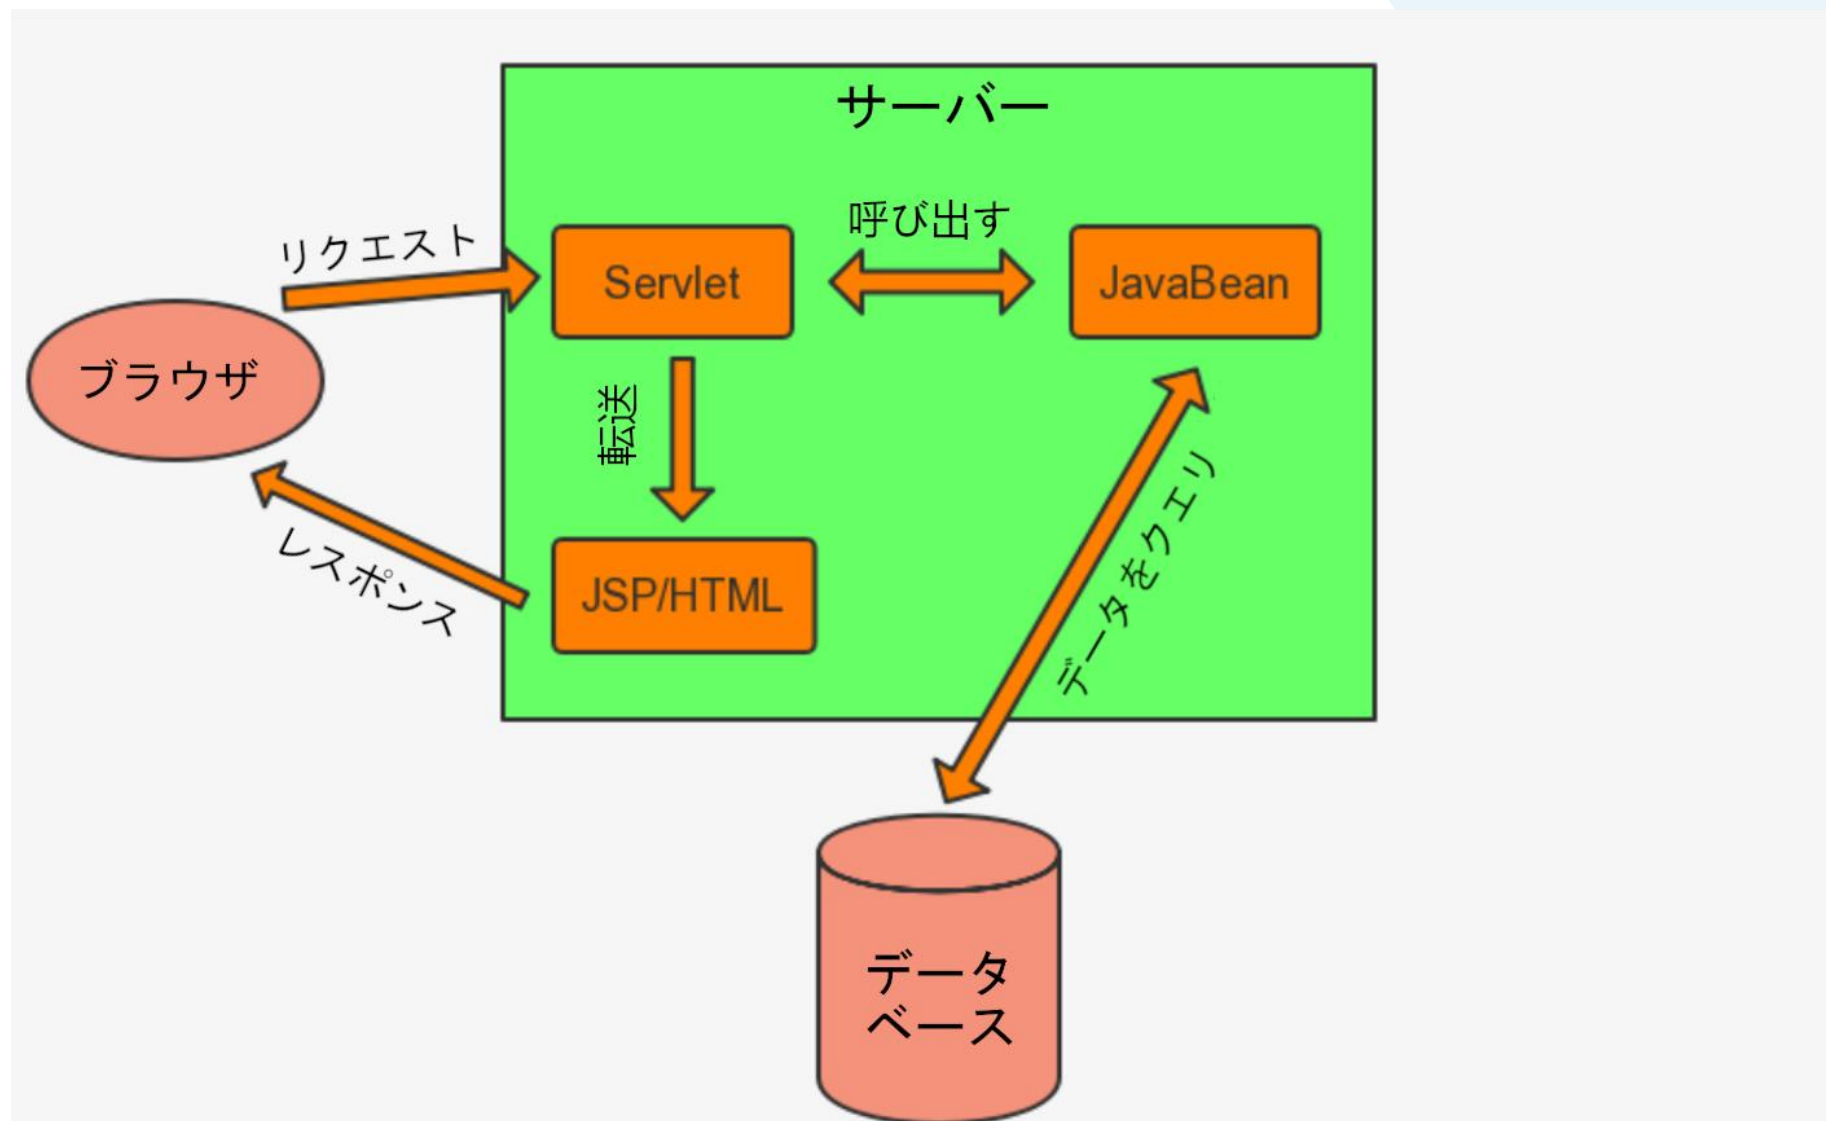 サーバー
リクエスト
Servlet
呼び出す
JavaBean
ブラウザ
転送
レスポンス
JSP/HTML
データをクエリ
データ
ベース